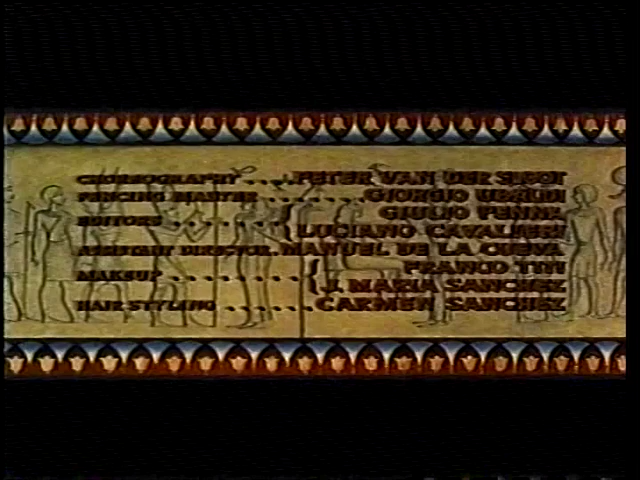 CHOREOGRAPHY ....PETER VAN DER SLOOT
FENCING MASTER .......GIORGIO UBALDI
EDITORS ........{ GIULIO PENNI
LUCIANO CAVALIERI
ASSISTANT DIRECTOR.MANUEL DE LA CUEVA
MAKEUP ........{ FRANCO TITI
J. MARIA SANCHEZ
HAIR STYLING ......CARMEN SANCHEZ